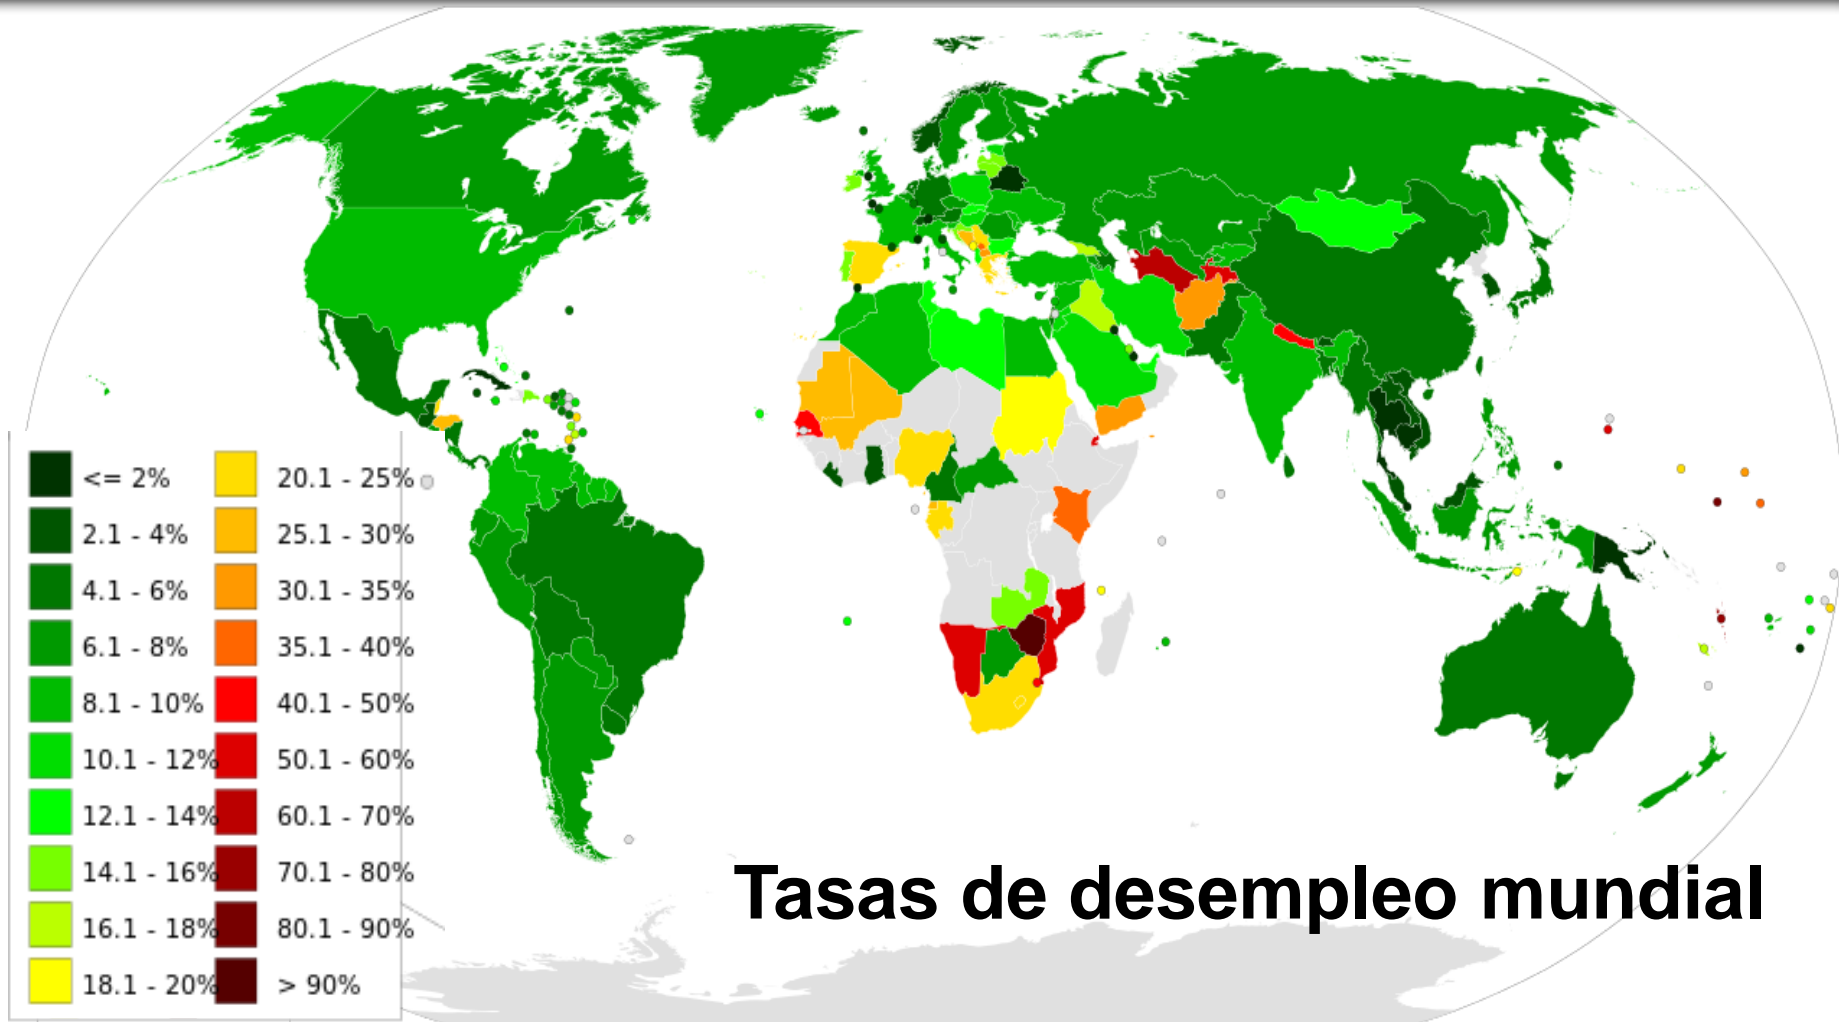 <= 2%
2.1 - 4%
4.1 - 6%
6.1 - 8%
8.1 - 10%
10.1 - 12%
12.1 - 14%
14.1 - 16%
16.1 - 18%
18.1 - 20%
20.1 - 25%
25.1 - 30%
30.1 - 35%
35.1 - 40%
40.1 - 50%
50.1 - 60%
60.1 - 70%
70.1 - 80%
80.1 - 90%
> 90%
Tasas de desempleo mundial